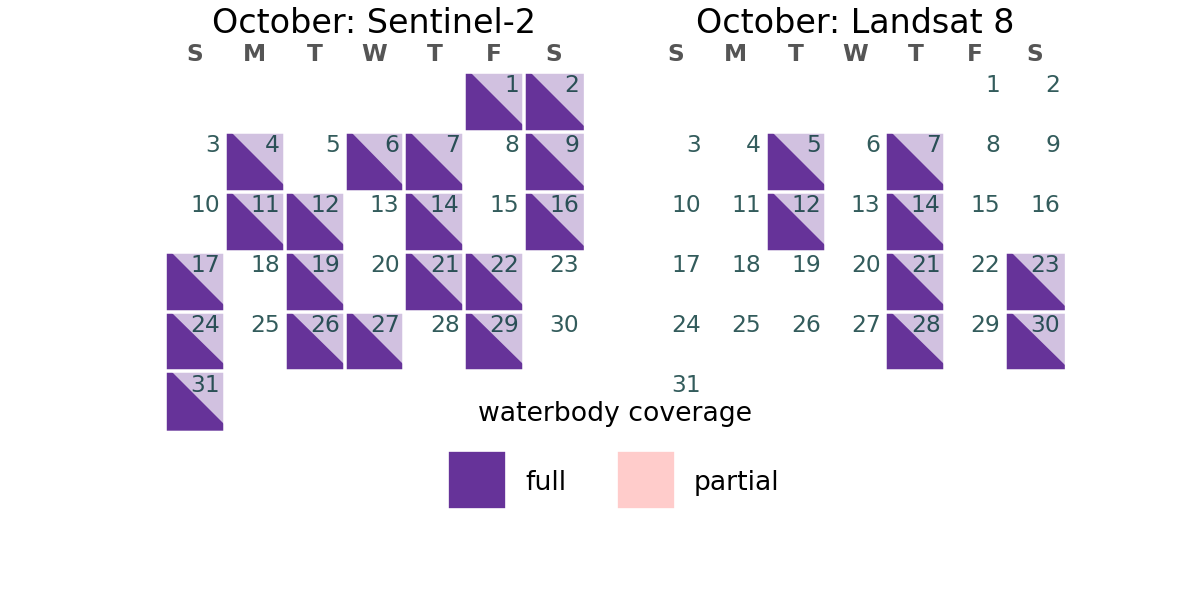 October: Sentinel-2
S M T W T F S
1 2
3 4 5 6 7 8 9
10 11 12 13 14 15 16
17 18 19 20 21 22 23
24 25 26 27 28 29 30
31
October: Landsat 8
S M T W T F S
1 2
3 4 5 6 7 8 9
10 11 12 13 14 15 16
17 18 19 20 21 22 23
24 25 26 27 28 29 30
31
waterbody coverage
full partial